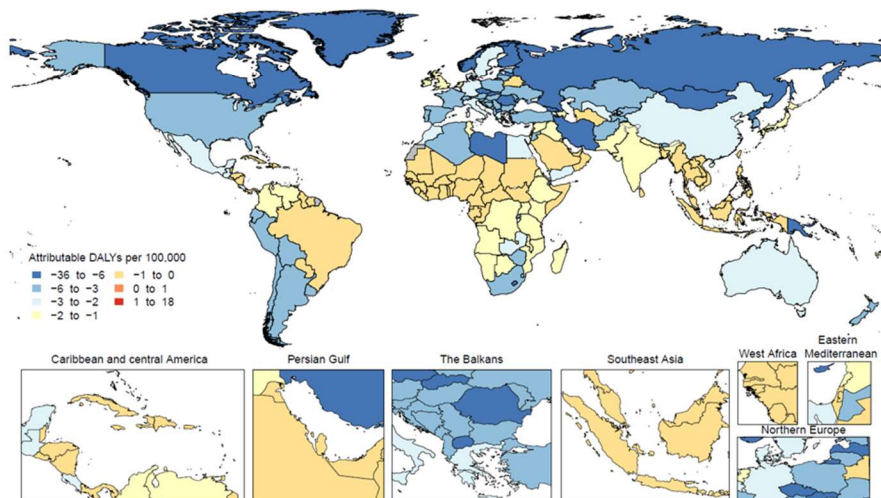 Attributable DALYs per 100,000
−36 to −6
−6 to −3
−3 to −2
−2 to −1
−1 to 0
0 to 1
1 to 18
Caribbean and central America
Persian Gulf
The Balkans
Southeast Asia
West Africa
Eastern
Mediterranean
Northern Europe